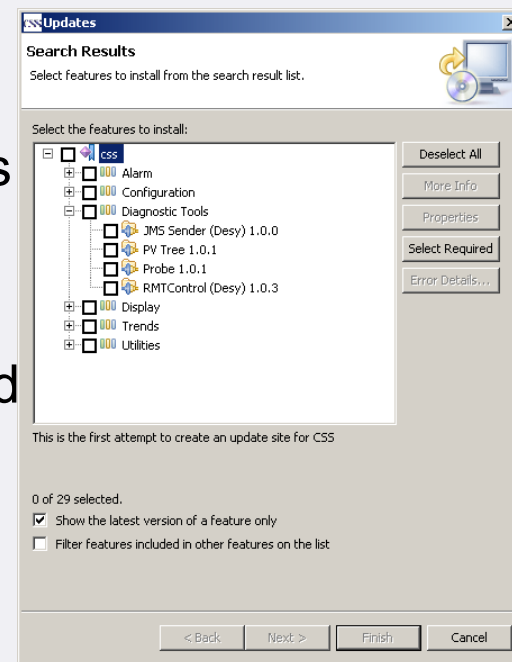 CSS Updates
Search Results
Select features to install from the search result list.
Select the features to install:
css
Alarm
Configuration
Diagnostic Tools
JMS Sender (Desy) 1.0.0
PV Tree 1.0.1
Probe 1.0.1
RMTControl (Desy) 1.0.3
Display
Trends
Utilities
Deselect All
More Info
Properties
Select Required
Error Details...
s
d
This is the first attempt to create an update site for CSS
0 of 29 selected.
Show the latest version of a feature only
Filter features included in other features on the list
< Back
Next >
Finish
Cancel